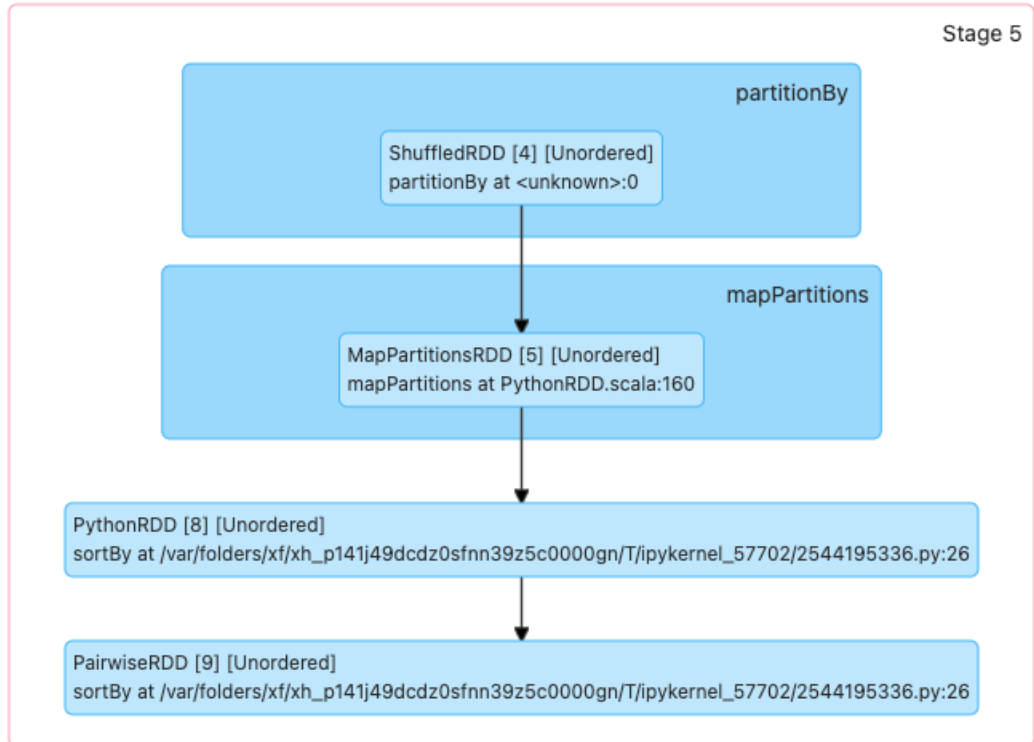 Stage 5
partitionBy
ShuffledRDD [4] [Unordered]
partitionBy at <unknown>:0
mapPartitions
MapPartitionsRDD [5] [Unordered]
mapPartitions at PythonRDD.scala:160
PythonRDD [8] [Unordered]
sortBy at /var/folders/xf/xh_p141j49dcdz0sfnn39z5c0000gn/T/ipykernel_57702/2544195336.py:26
PairwiseRDD [9] [Unordered]
sortBy at /var/folders/xf/xh_p141j49dcdz0sfnn39z5c0000gn/T/ipykernel_57702/2544195336.py:26